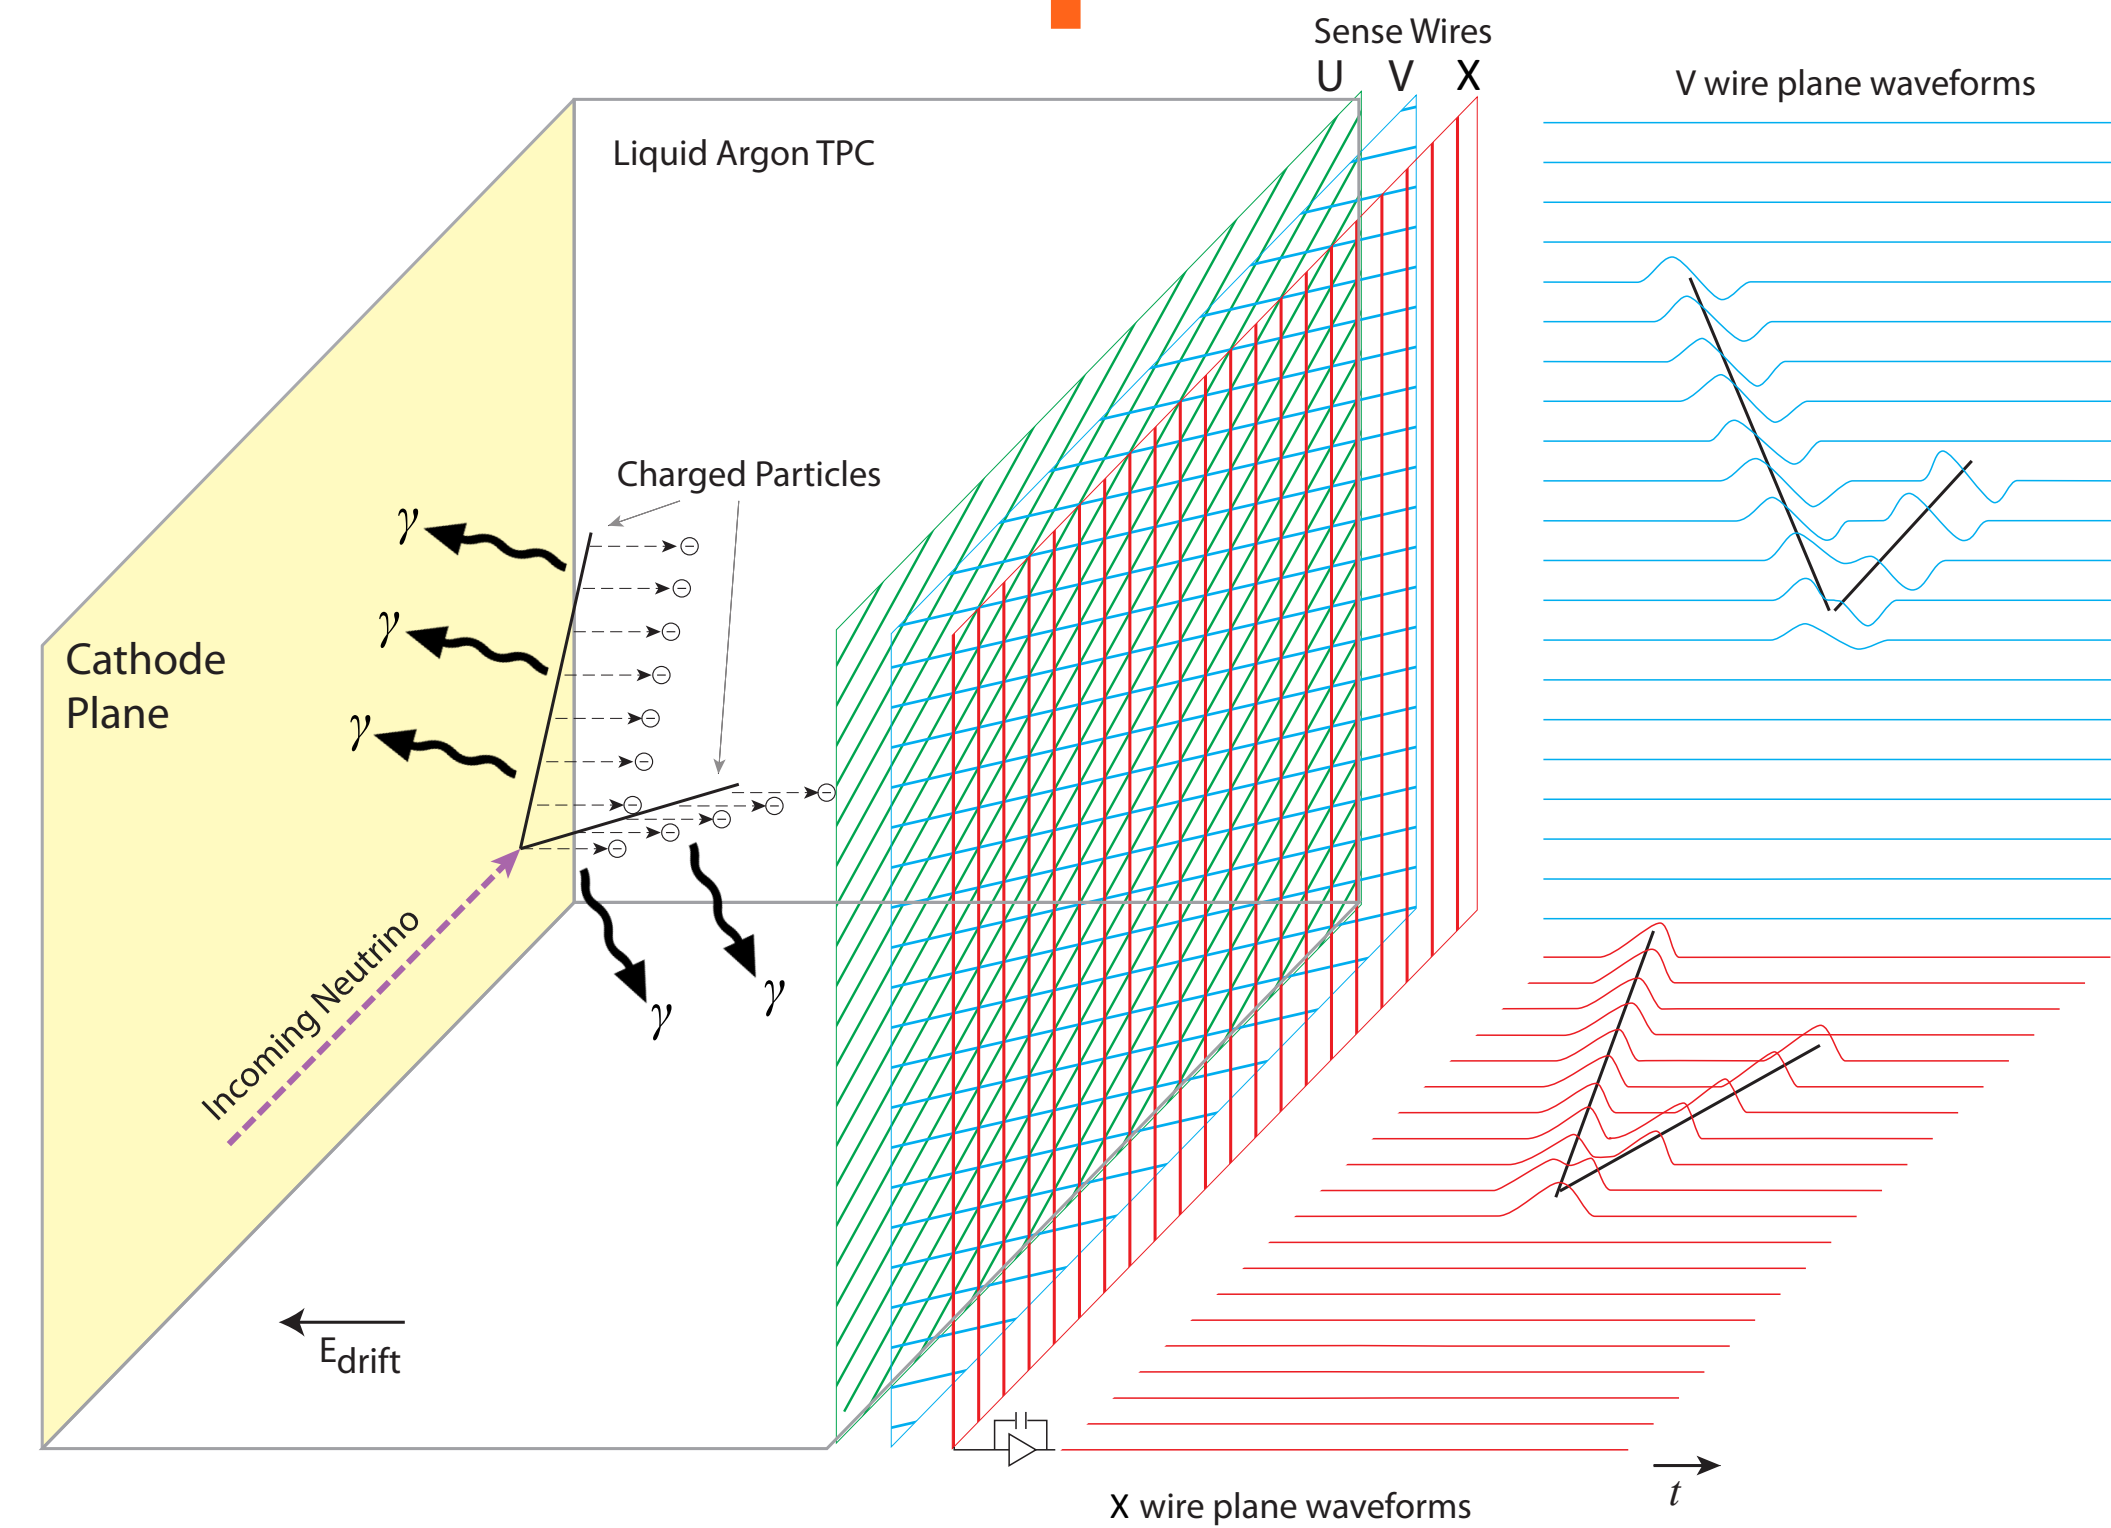 Sense Wires
U V X
V wire plane waveforms
Liquid Argon TPC
Charged Particles
γ
γ
γ
Cathode
Plane
γ
γ
Incoming Neutrino
Edrift
t
X wire plane waveforms